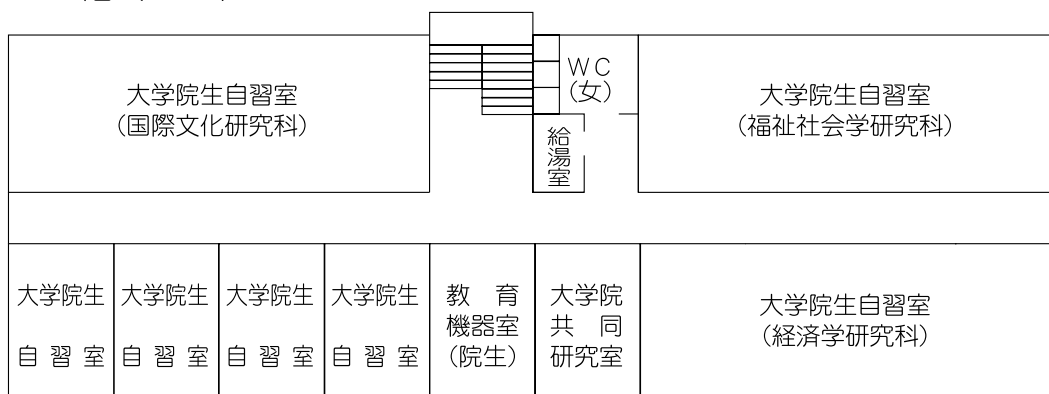 大学院生自習室
(国際文化研究科)
WC
(女)
給湯室
大学院生自習室
(福祉社会学研究科)
大学院生
自習室
大学院生
自習室
大学院生
自習室
大学院生
自習室
教育
機器室
(院生)
大学院
共同
研究室
大学院生自習室
(経済学研究科)